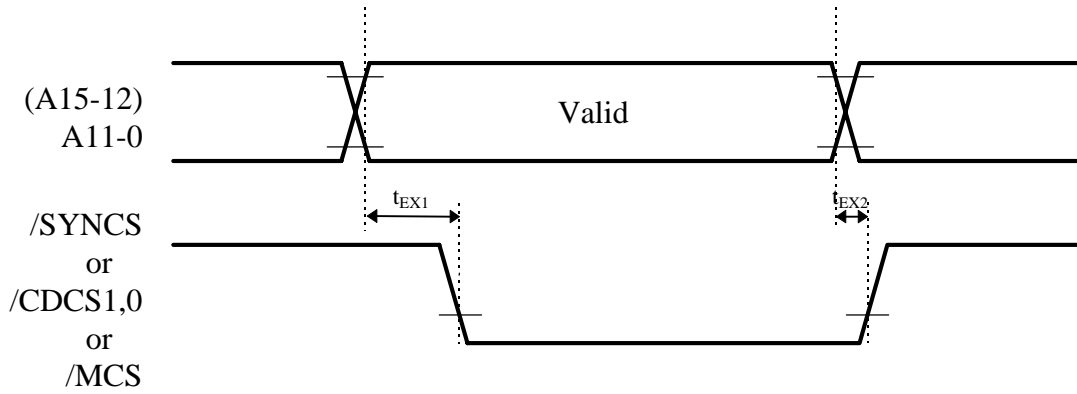 (A15-12)
A11-0
Valid
tEX1
tEX2
/SYNCS
or
/CDCS1,0
or
/MCS